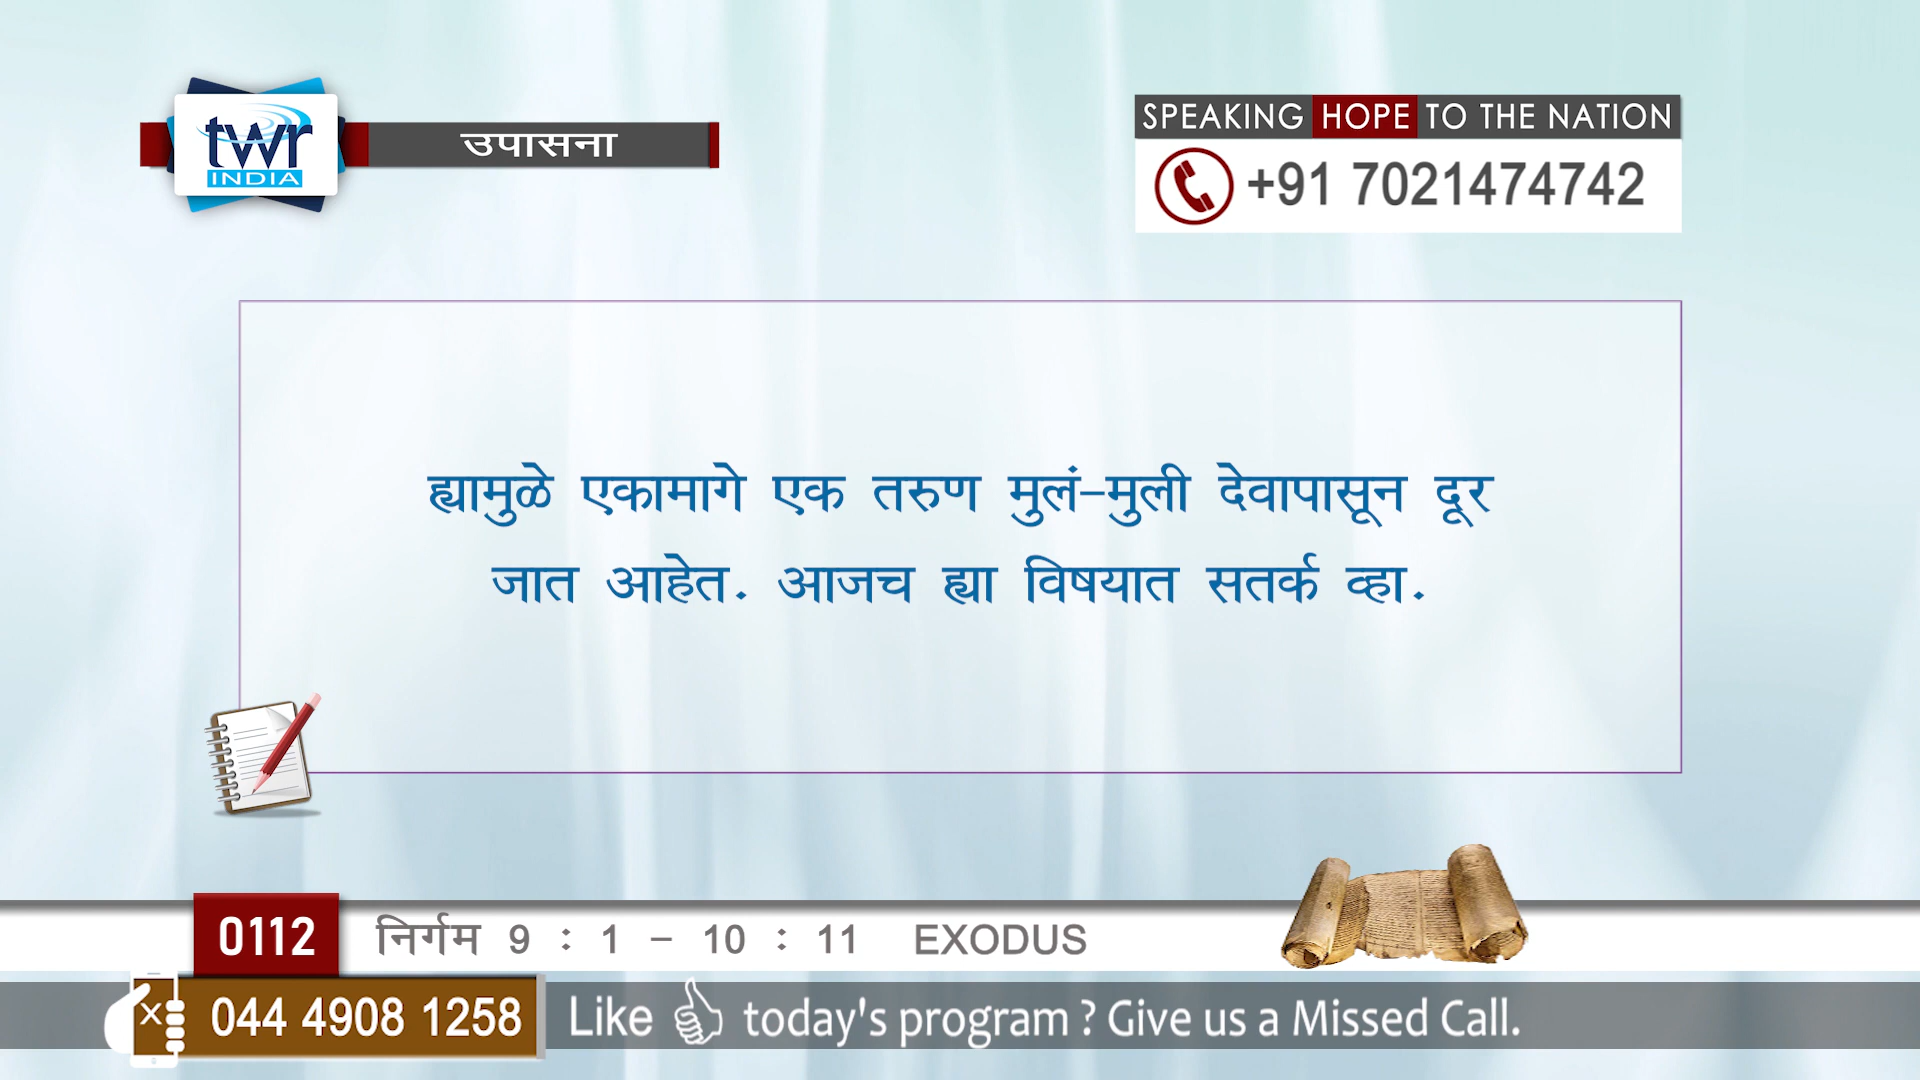 twr
INDIA
उपासना
SPEAKING HOPE TO THE NATION
+91 7021474742
ह्यामुळे एकामागे एक तरुण मुलं-मुली देवापासून दूर
जात आहेत. आजच ह्या विषयात सतर्क व्हा.
0112 निर्गम 9 : 1 - 10 : 11 EXODUS
044 4908 1258 Like today's program ? Give us a Missed Call.